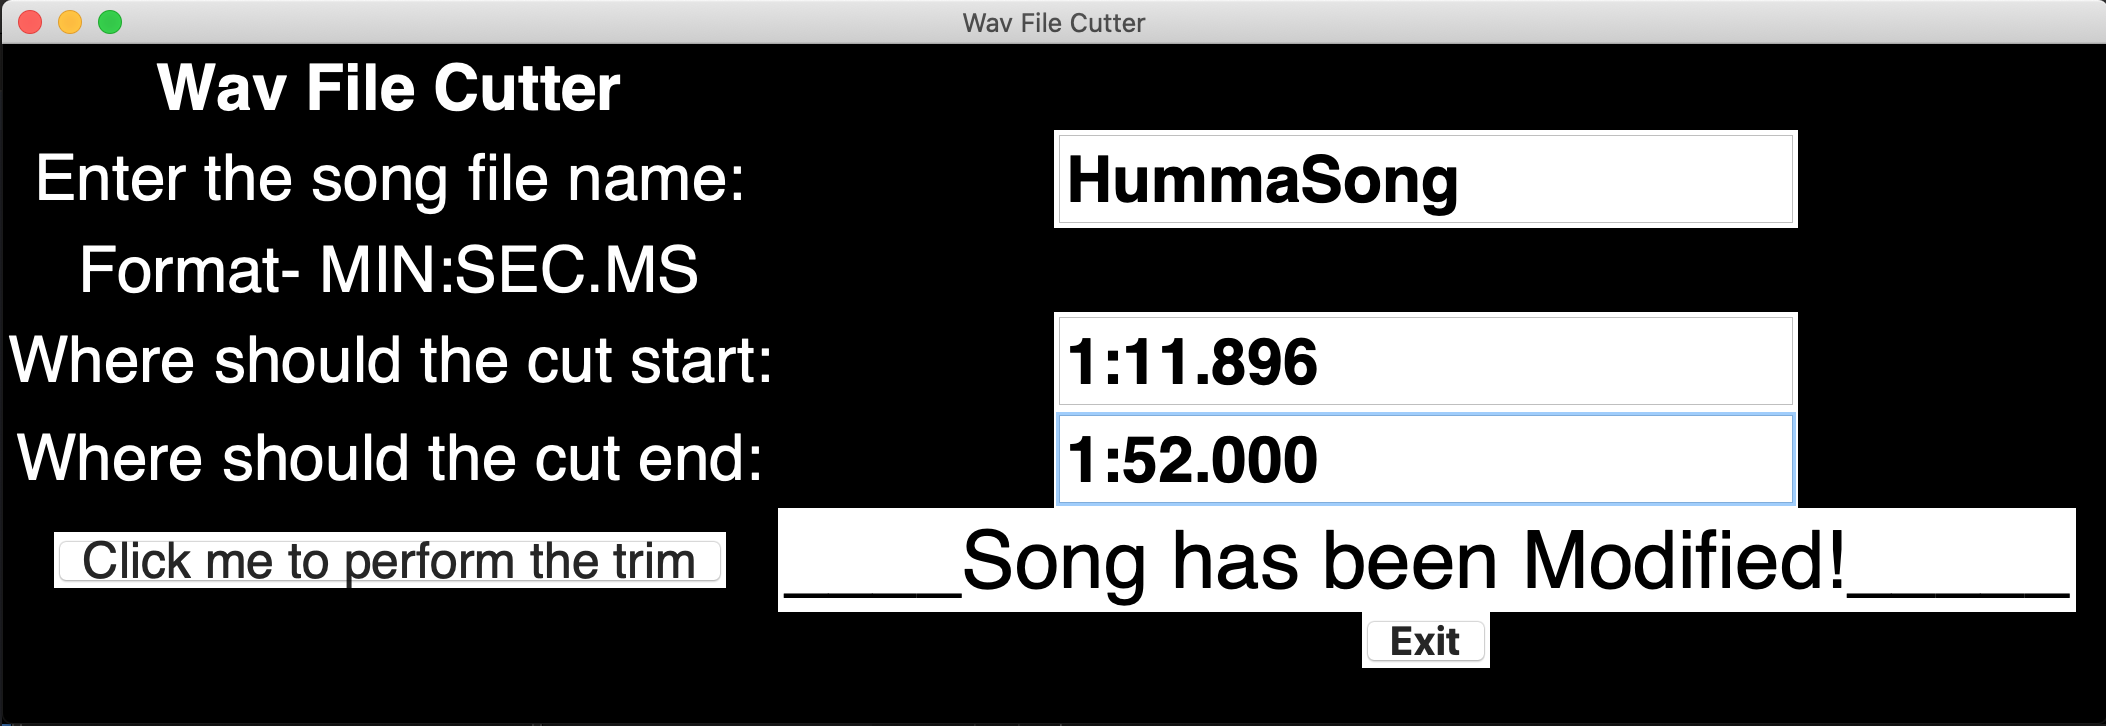 Wav File Cutter
Wav File Cutter
Enter the song file name:
HummaSong
Format- MIN:SEC.MS
Where should the cut start:
1:11.896
Where should the cut end:
1:52.000
Click me to perform the trim
____Song has been Modified!_____
Exit